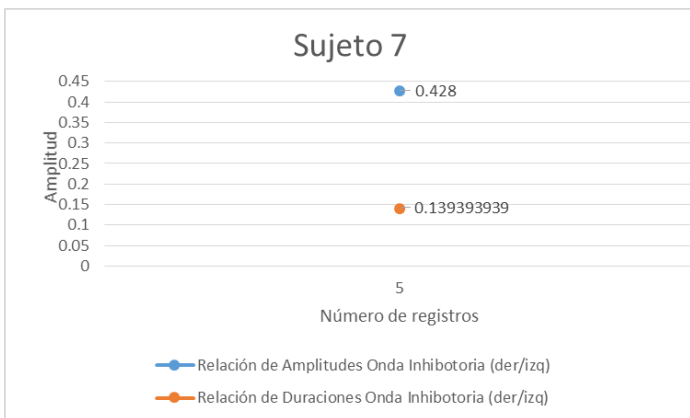 Sujeto 7
Amplitud
0.45
0.4
0.35
0.3
0.25
0.2
0.15
0.1
0.05
0
0.428
0.139393939
5
Número de registros
Relación de Amplitudes Onda Inhibotoria (der/izq)
Relación de Duraciones Onda Inhibotoria (der/izq)